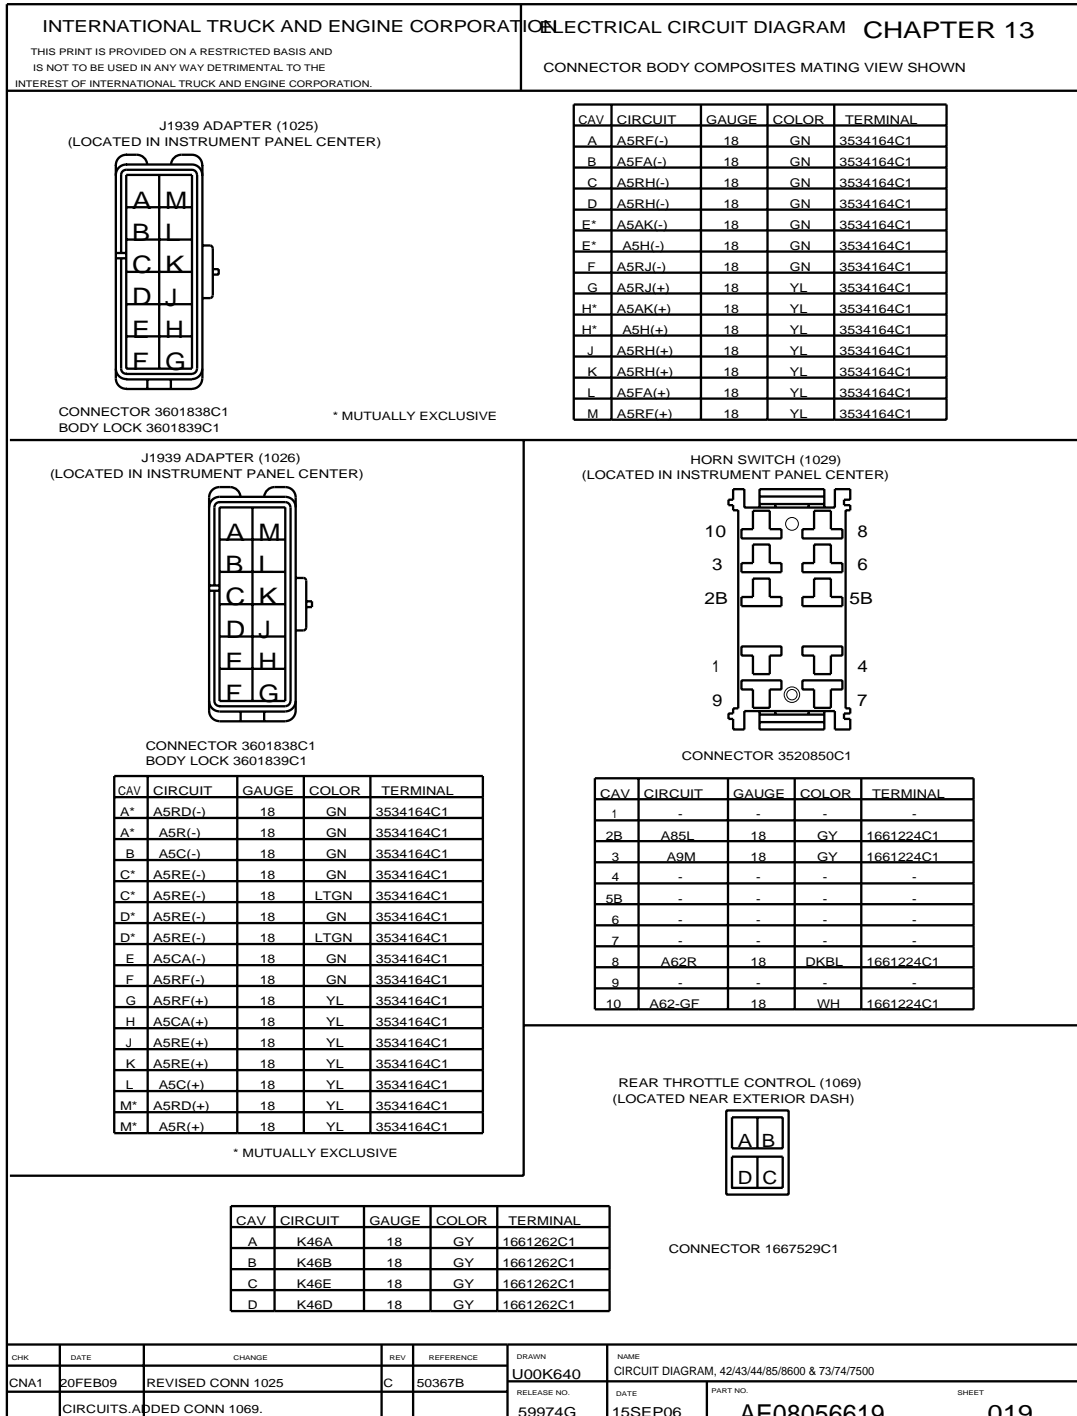 INTERNATIONAL TRUCK AND ENGINE CORPORATION
THIS PRINT IS PROVIDED ON A RESTRICTED BASIS AND
IS NOT TO BE USED IN ANY WAY DETRIMENTAL TO THE
INTEREST OF INTERNATIONAL TRUCK AND ENGINE CORPORATION.
ELECTRICAL CIRCUIT DIAGRAM CHAPTER 13
CONNECTOR BODY COMPOSITES MATING VIEW SHOWN
J1939 ADAPTER (1025)
(LOCATED IN INSTRUMENT PANEL CENTER)
A M
B L
C K
D J
E H
F G
CONNECTOR 3601838C1
BODY LOCK 3601839C1
* MUTUALLY EXCLUSIVE
CAV CIRCUIT GAUGE COLOR TERMINAL
A A5RF(-) 18 GN 3534164C1
B A5FA(-) 18 GN 3534164C1
C A5RH(-) 18 GN 3534164C1
D A5RH(-) 18 GN 3534164C1
E* A5AK(-) 18 GN 3534164C1
E* A5H(-) 18 GN 3534164C1
F A5RJ(-) 18 GN 3534164C1
G A5RJ(+) 18 YL 3534164C1
H* A5AK(+) 18 YL 3534164C1
H* A5H(+) 18 YL 3534164C1
J A5RH(+) 18 YL 3534164C1
K A5RH(+) 18 YL 3534164C1
L A5FA(+) 18 YL 3534164C1
M A5RF(+) 18 YL 3534164C1
J1939 ADAPTER (1026)
(LOCATED IN INSTRUMENT PANEL CENTER)
A M
B L
C K
D J
E H
F G
CONNECTOR 3601838C1
BODY LOCK 3601839C1
CAV CIRCUIT GAUGE COLOR TERMINAL
A* A5RD(-) 18 GN 3534164C1
A* A5R(-) 18 GN 3534164C1
B A5C(-) 18 GN 3534164C1
C* A5RE(-) 18 GN 3534164C1
C* A5RE(-) 18 LTGN 3534164C1
D* A5RE(-) 18 GN 3534164C1
D* A5RE(-) 18 LTGN 3534164C1
E A5CA(-) 18 GN 3534164C1
F A5RF(-) 18 GN 3534164C1
G A5RF(+) 18 YL 3534164C1
H A5CA(+) 18 YL 3534164C1
J A5RE(+) 18 YL 3534164C1
K A5RE(+) 18 YL 3534164C1
L A5C(+) 18 YL 3534164C1
M* A5RD(+) 18 YL 3534164C1
M* A5R(+) 18 YL 3534164C1
* MUTUALLY EXCLUSIVE
HORN SWITCH (1029)
(LOCATED IN INSTRUMENT PANEL CENTER)
10 8
3 6
2B 5B
1 4
9 7
CONNECTOR 3520850C1
CAV CIRCUIT GAUGE COLOR TERMINAL
1 - - - -
2B A85L 18 GY 1661224C1
3 A9M 18 GY 1661224C1
4 - - - -
5B - - - -
6 - - - -
7 - - - -
8 A62R 18 DKBL 1661224C1
9 - - - -
10 A62-GF 18 WH 1661224C1
REAR THROTTLE CONTROL (1069)
(LOCATED NEAR EXTERIOR DASH)
A B
D C
CONNECTOR 1667529C1
CAV CIRCUIT GAUGE COLOR TERMINAL
A K46A 18 GY 1661262C1
B K46B 18 GY 1661262C1
C K46E 18 GY 1661262C1
D K46D 18 GY 1661262C1
CHK DATE CHANGE REV REFERENCE
CNA1 20FEB09 REVISED CONN 1025 C 50367B
CIRCUITS.ADDED CONN 1069.
DRAWN
U00K640
NAME
CIRCUIT DIAGRAM, 42/43/44/85/8600 & 73/74/7500
RELEASE NO. DATE PART NO. SHEET
59974G 15SEP06 AE08056619 019